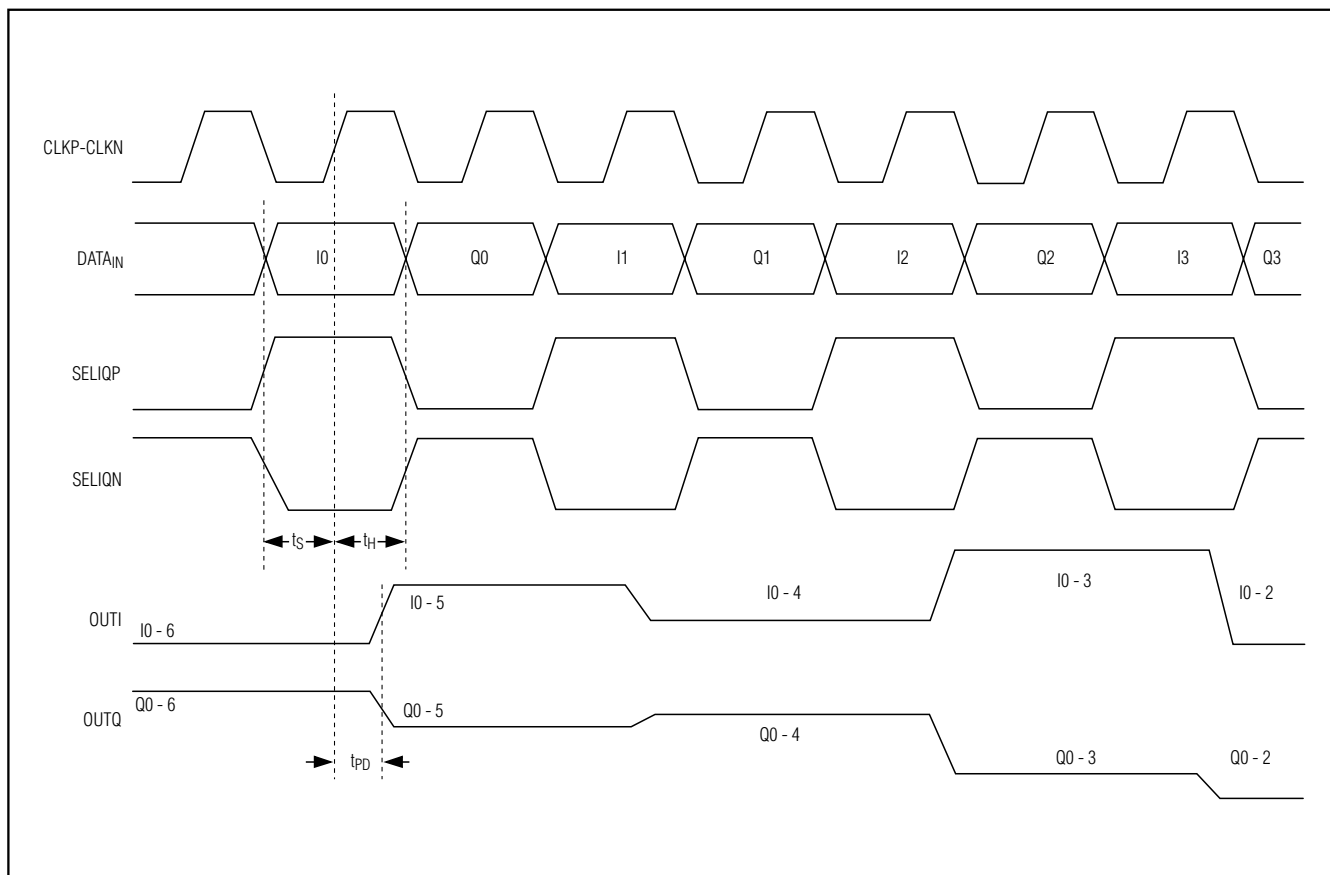 CLKP-CLKN
DATAIN
I0 Q0 I1 Q1 I2 Q2 I3 Q3
SELIQP
SELIQN
tS tH
OUTI
I0 - 6 I0 - 5 I0 - 4 I0 - 3 I0 - 2
OUTQ
Q0 - 6 Q0 - 5 Q0 - 4 Q0 - 3 Q0 - 2
tPD